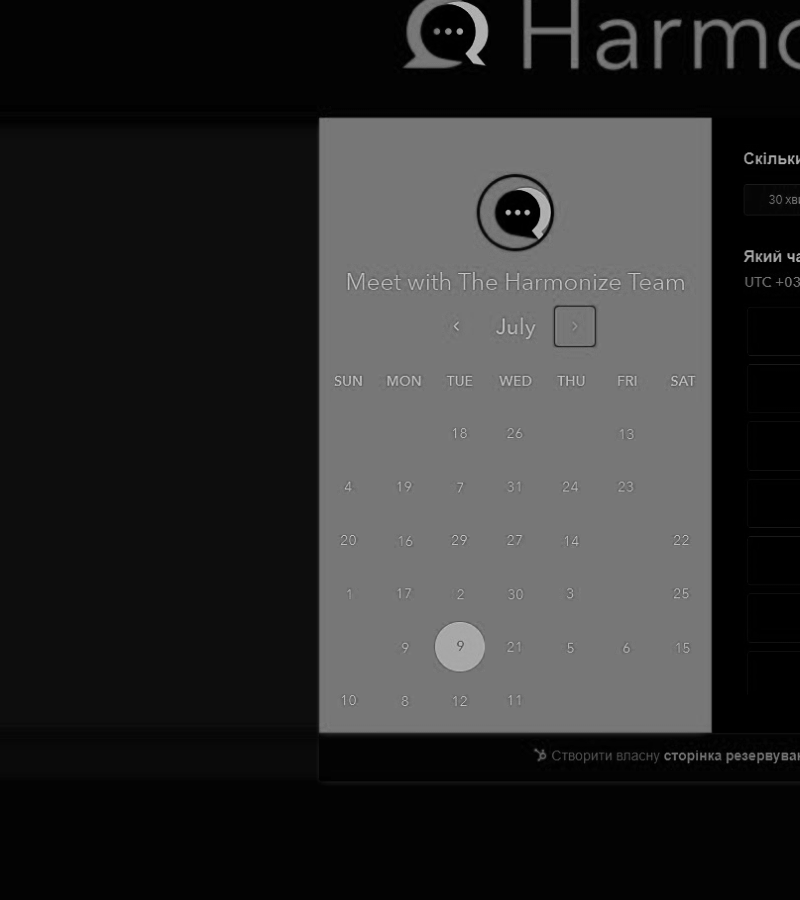 Harmo
Скільки
30 хви
Meet with The Harmonize Team
Який ча
UTC +03
July
SUN MON TUE WED THU FRI SAT
18 26 13
4 19 7 31 24 23
20 16 29 27 14 22
1 17 2 30 3 25
9 9 21 5 6 15
10 8 12 11
Створити власну сторінка резервуван